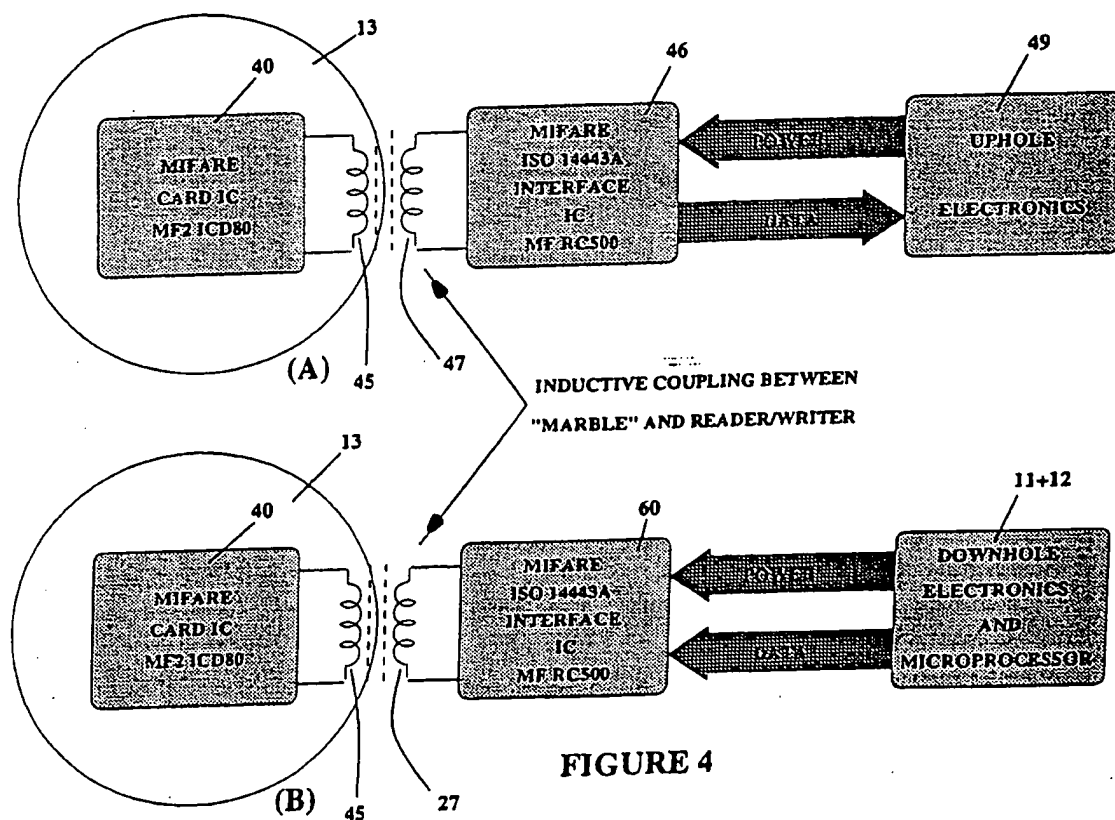 13
40
46
49
MIFARE
CARD IC
MF2 ICD80
MIFARE
ISO 14443A
INTERFACE
IC
MF RC500
POWER
DATA
UPHOLE
ELECTRONICS
(A)
45
47
INDUCTIVE COUPLING BETWEEN
"MARBLE" AND READER/WRITER
13
40
60
11+12
MIFARE
CARD IC
MF2 ICD80
MIFARE
ISO 14443A-
INTERFACE
IC
MF RC500
POWER
DATA
DOWNHOLE
ELECTRONICS
AND
MICROPROCESSOR
(B)
45
27
FIGURE 4